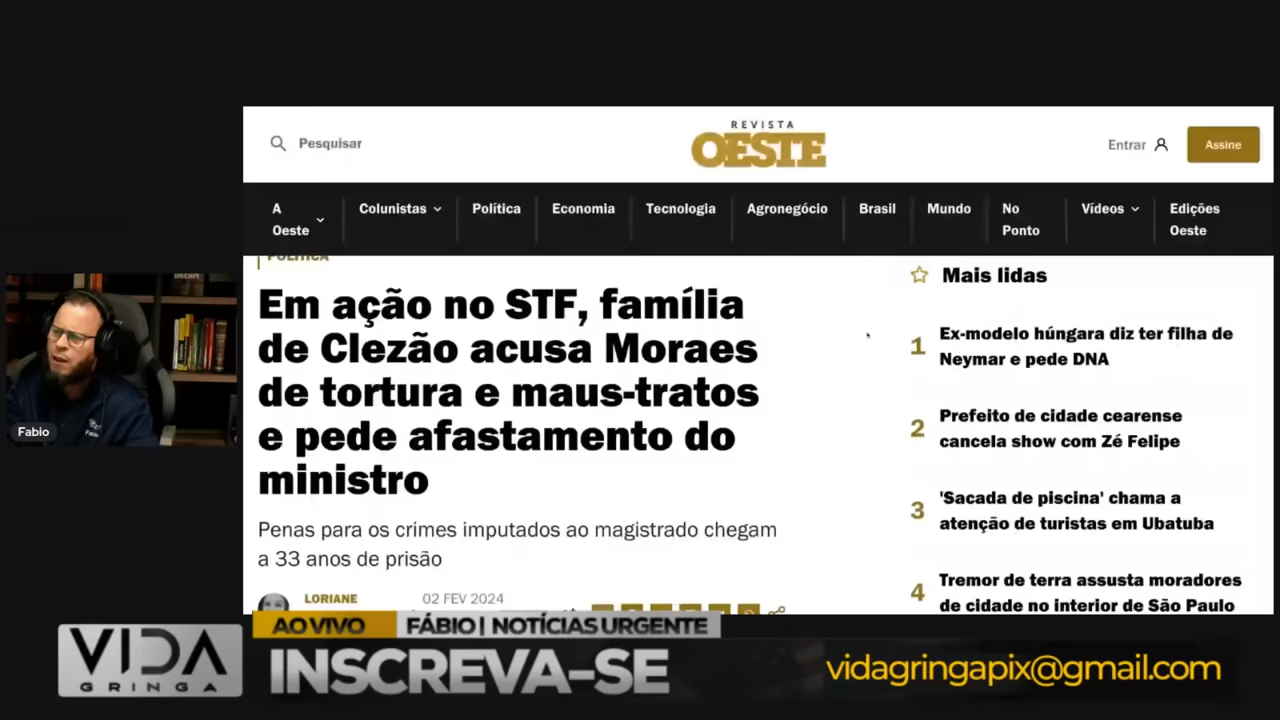 Pesquisar
REVISTA
OESTE
Entrar
Assine
A
Oeste
Colunistas
Política
Economia
Tecnologia
Agronegócio
Brasil
Mundo
No
Ponto
Vídeos
Edições
Oeste
POLÍTICA
Em ação no STF, família
de Clezão acusa Moraes
de tortura e maus-tratos
e pede afastamento do
ministro
Penas para os crimes imputados ao magistrado chegam
a 33 anos de prisão
LORIANE
02 FEV 2024
Mais lidas
1
Ex-modelo húngara diz ter filha de
Neymar e pede DNA
2
Prefeito de cidade cearense
cancela show com Zé Felipe
3
'Sacada de piscina' chama a
atenção de turistas em Ubatuba
4
Tremor de terra assusta moradores
de cidade no interior de São Paulo
Fabio
AO VIVO
FÁBIO | NOTÍCIAS URGENTE
VIDA
GRINGA
INSCREVA-SE
vidagringapix@gmail.com